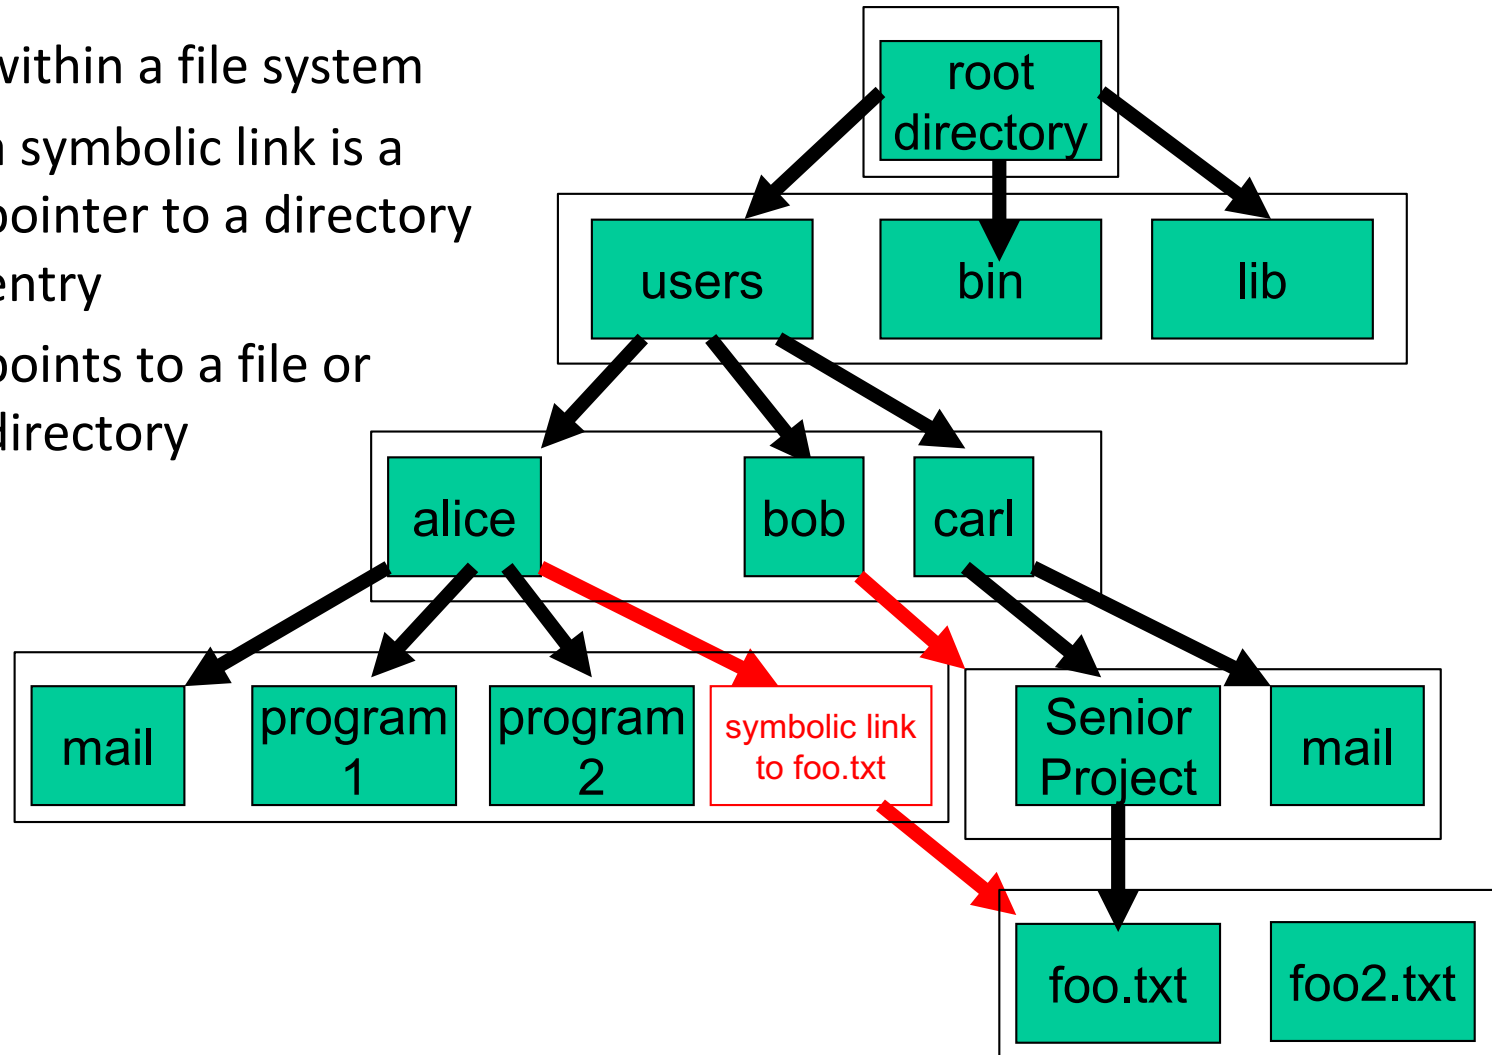 within a file system
a symbolic link is a
pointer to a directory
entry
points to a file or
directory
root
directory
users
bin
lib
alice
bob
carl
mail
program
1
program
2
symbolic link
to foo.txt
Senior
Project
mail
foo.txt
foo2.txt